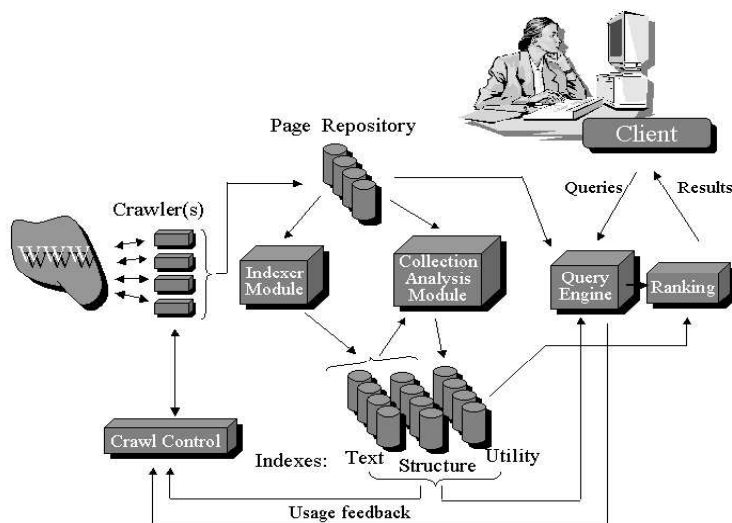 Client
Page Repository
Queries
Results
Crawler(s)
WWW
Indexer
Module
Collection
Analysis
Module
Query
Engine
Ranking
Crawl Control
Indexes:
Text
Structure
Utility
Usage feedback